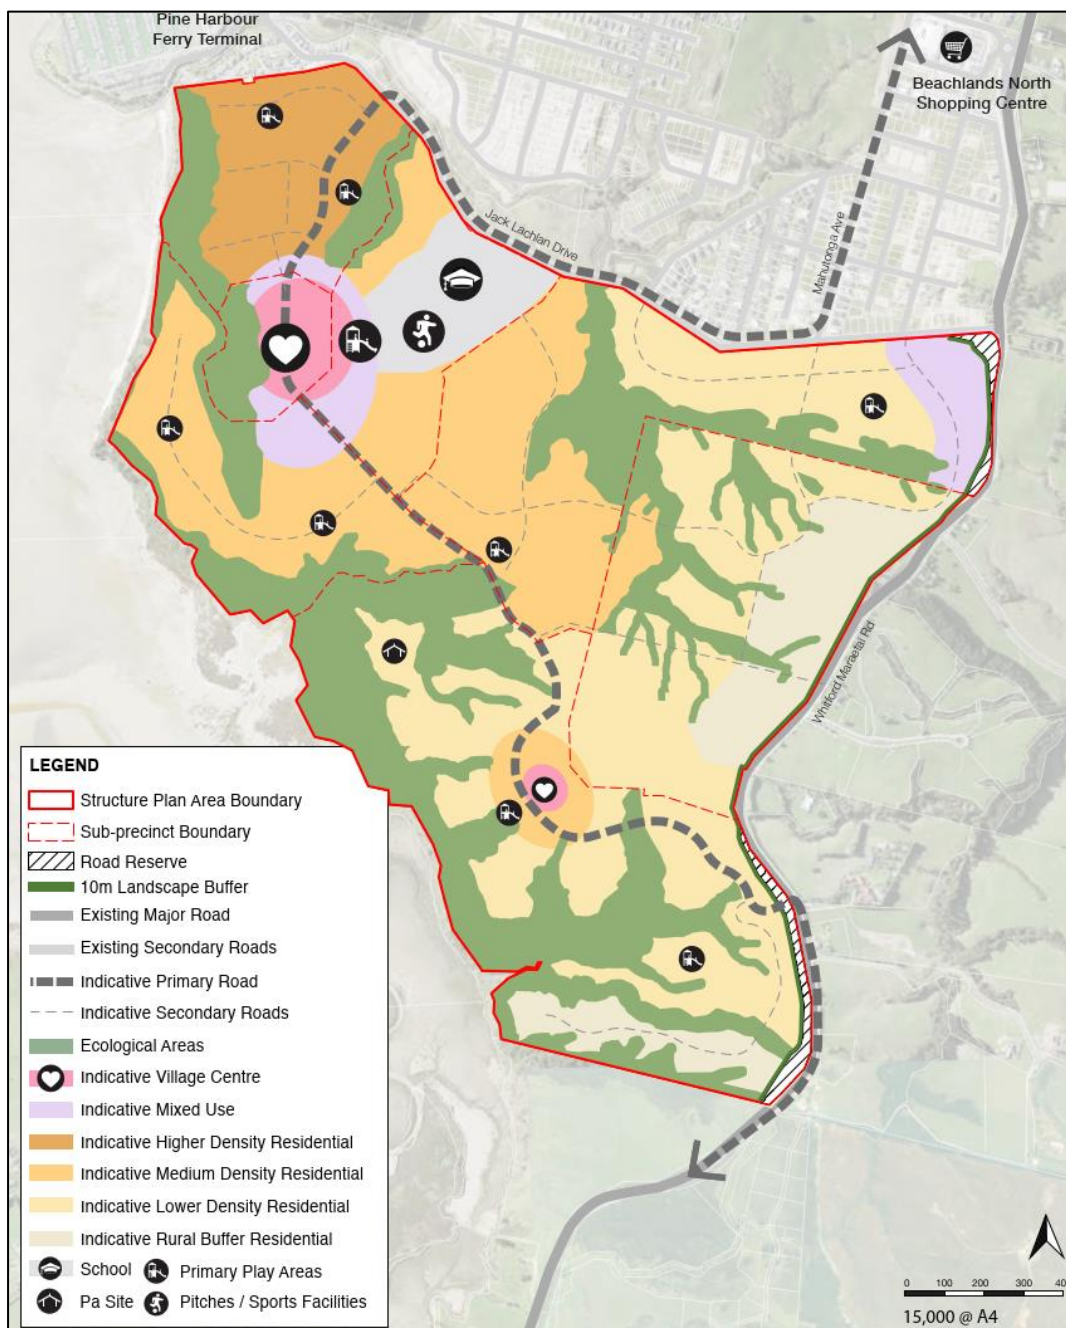 Pine Harbour
Ferry Terminal
Beachlands North
Shopping Centre
Jack Lachlan Drive
Mahutonga Ave
Whitford Maraetai Rd
LEGEND
Structure Plan Area Boundary
Sub-precinct Boundary
Road Reserve
10m Landscape Buffer
Existing Major Road
Existing Secondary Roads
Indicative Primary Road
Indicative Secondary Roads
Ecological Areas
Indicative Village Centre
Indicative Mixed Use
Indicative Higher Density Residential
Indicative Medium Density Residential
Indicative Lower Density Residential
Indicative Rural Buffer Residential
School Primary Play Areas
Pa Site Pitches / Sports Facilities
0 100 200 300 40
15,000 @ A4